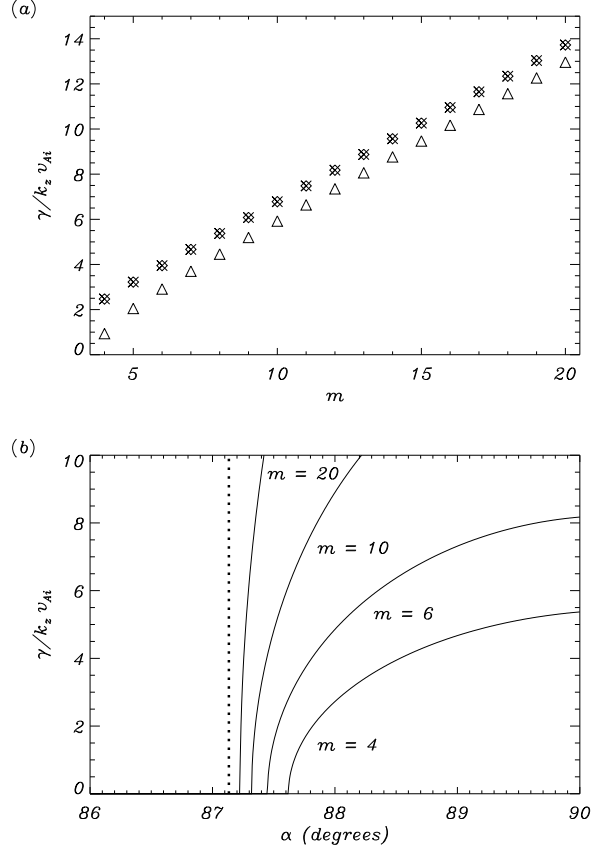 (a)
14
12
10
8
6
4
2
0
γ/k_z v_Ai
5 10 15 20
m
(b)
10
8
6
4
2
0
γ/k_z v_Ai
m = 20
m = 10
m = 6
m = 4
86 87 88 89 90
α (degrees)